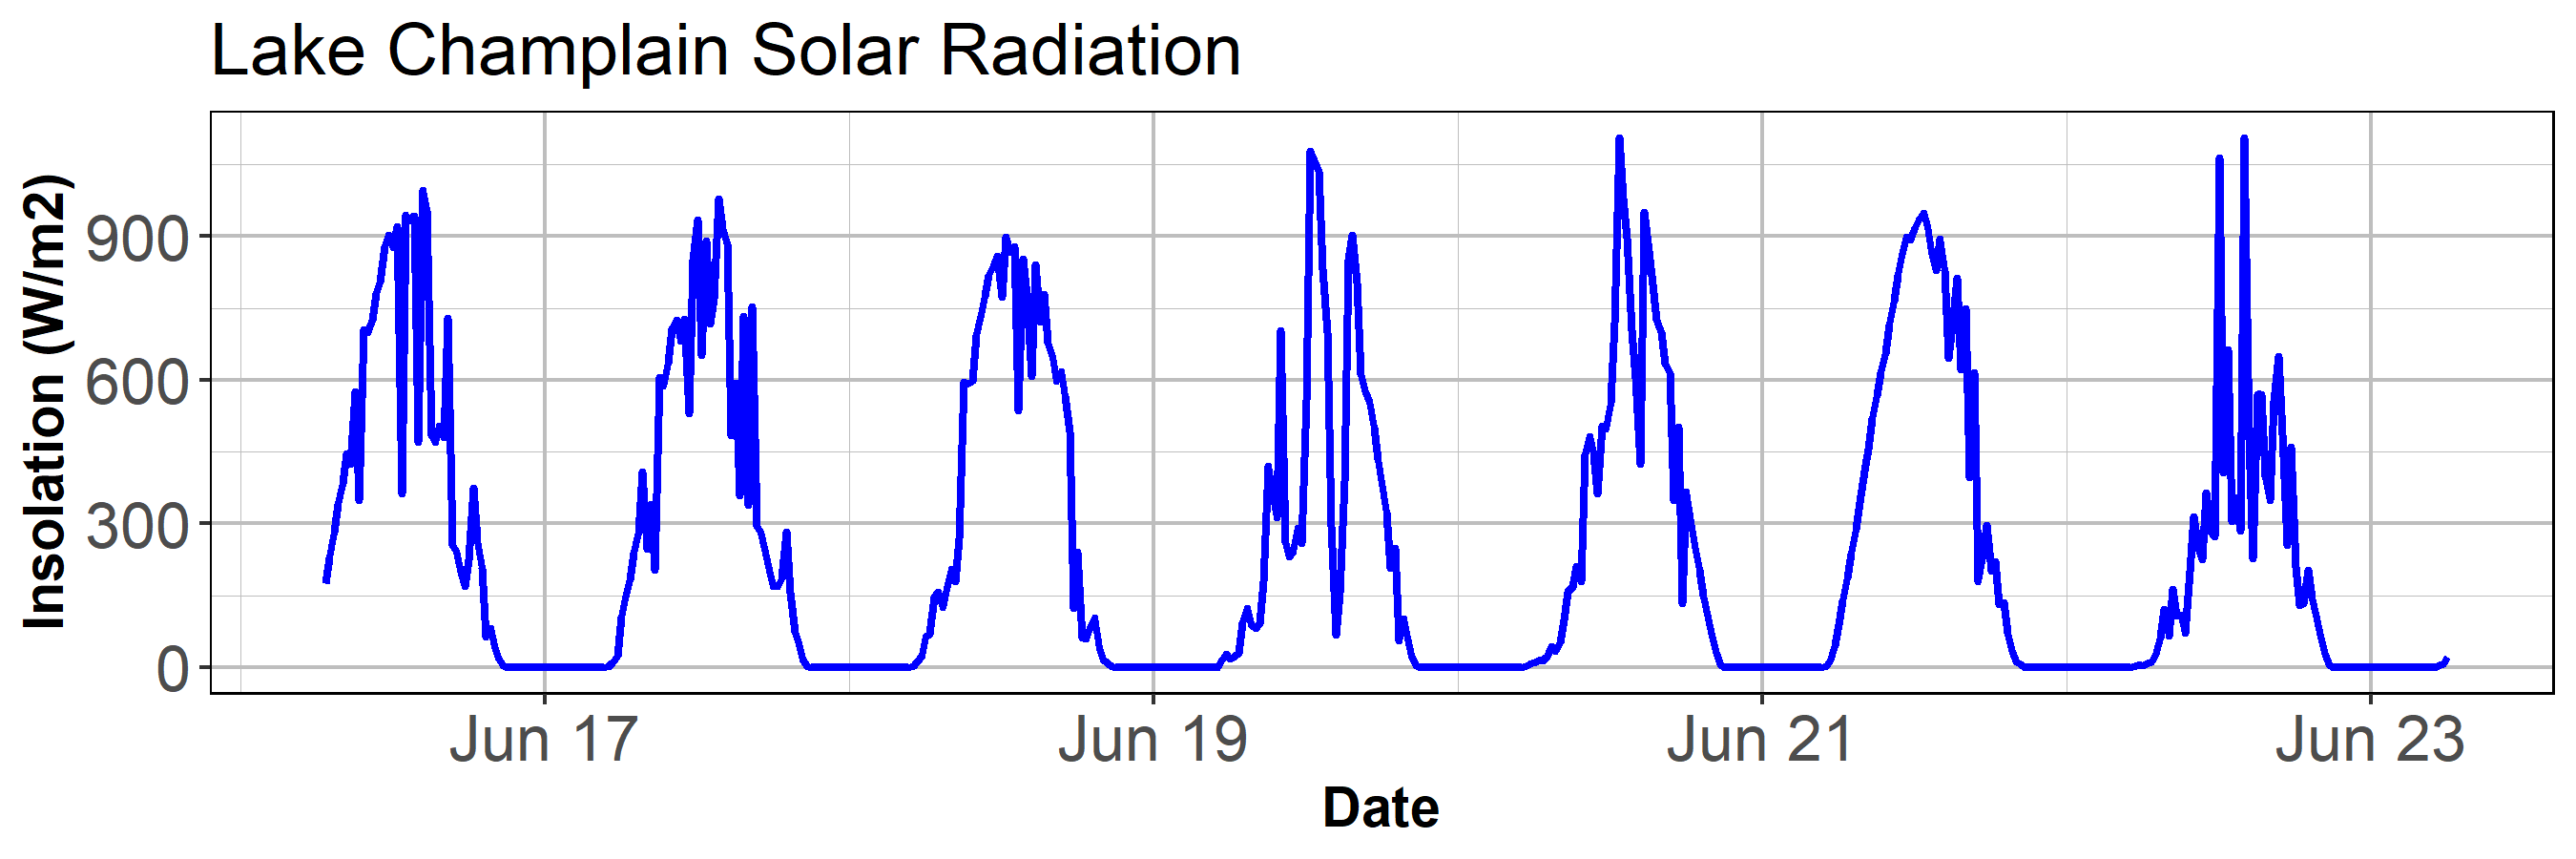 Lake Champlain Solar Radiation
Insolation (W/m2)
900
600
300
0
Jun 17 Jun 19 Jun 21 Jun 23
Date